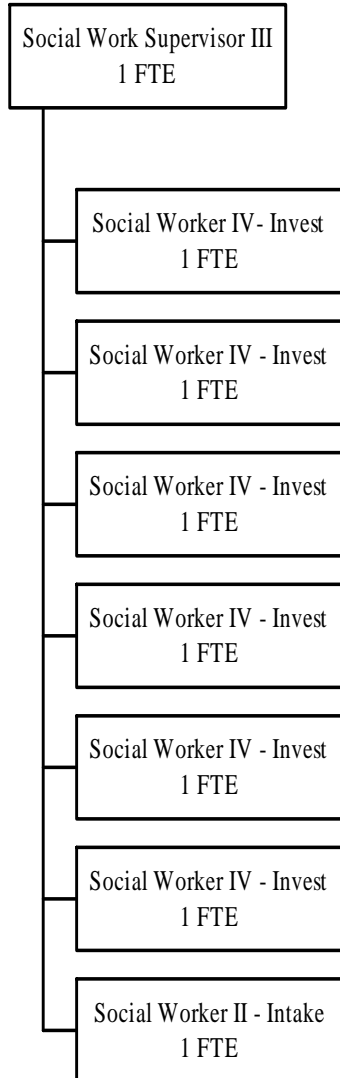 Social Work Supervisor III
1 FTE
Social Worker IV- Invest
1 FTE
Social Worker IV - Invest
1 FTE
Social Worker IV - Invest
1 FTE
Social Worker IV - Invest
1 FTE
Social Worker IV - Invest
1 FTE
Social Worker IV - Invest
1 FTE
Social Worker II - Intake
1 FTE